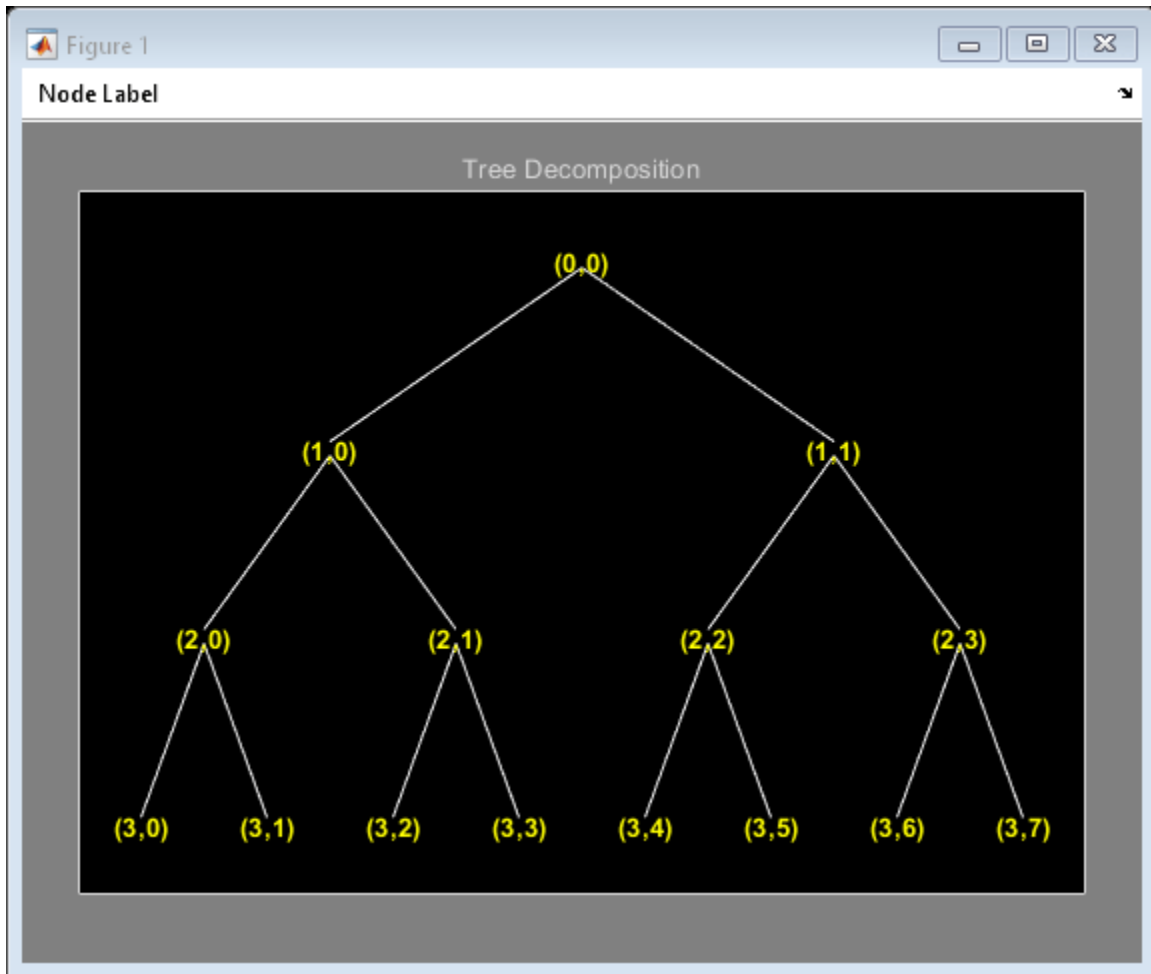 Figure 1
Node Label
Tree Decomposition
(0,0)
(1,0) (1,1)
(2,0) (2,1) (2,2) (2,3)
(3,0) (3,1) (3,2) (3,3) (3,4) (3,5) (3,6) (3,7)